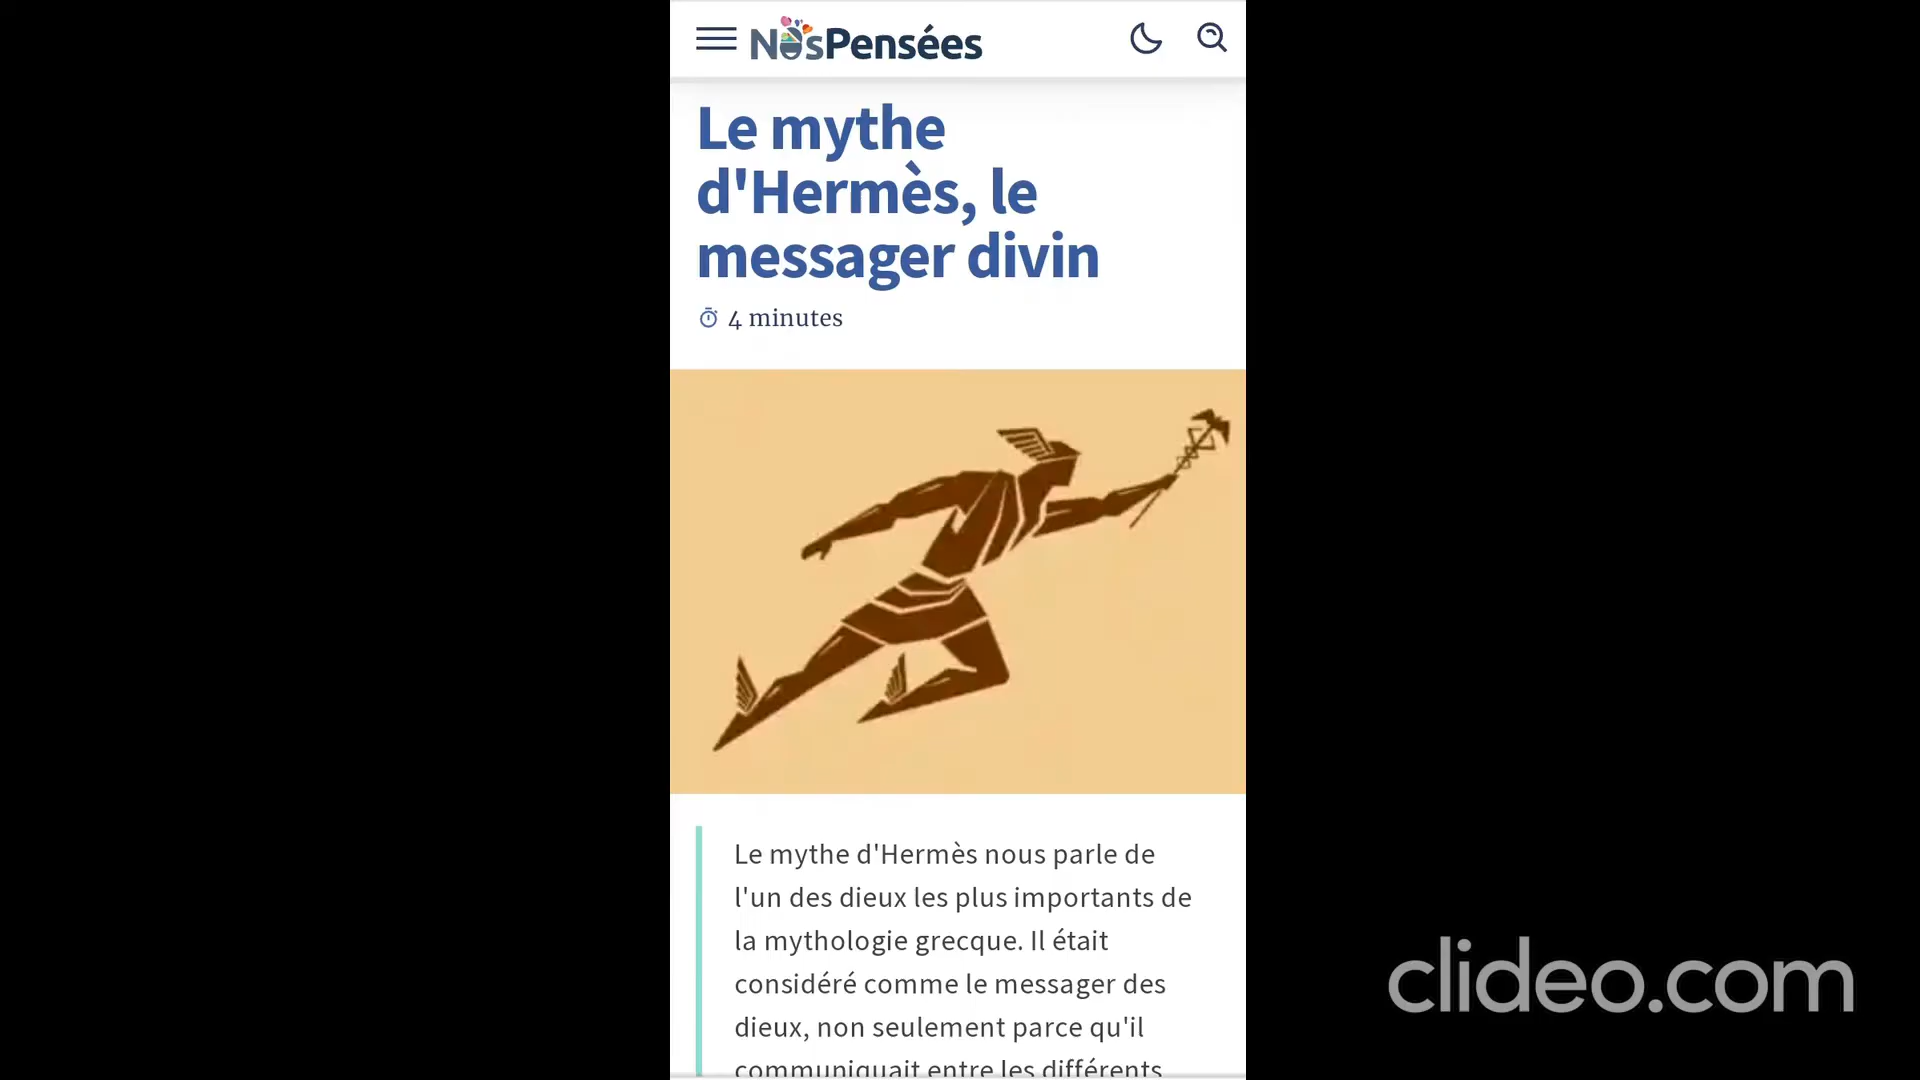 NosPensées
Le mythe
d'Hermès, le
messager divin
4 minutes
Le mythe d'Hermès nous parle de
l'un des dieux les plus importants de
la mythologie grecque. Il était
considéré comme le messager des
dieux, non seulement parce qu'il
communiquait entre les différents
clideo.com